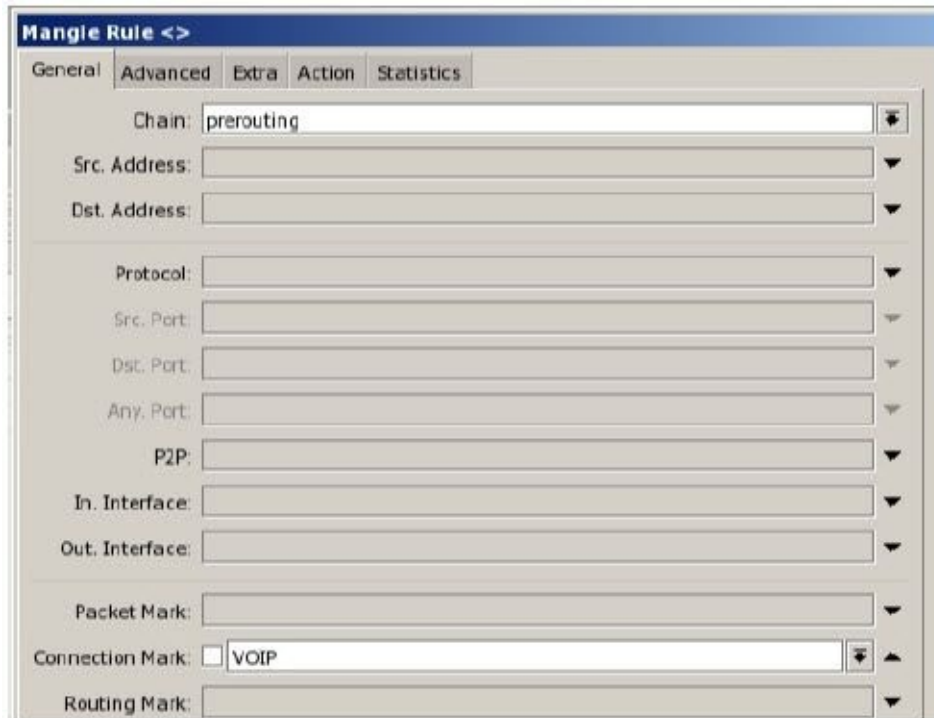 Mangle Rule <>
General Advanced Extra Action Statistics
Chain: prerouting
Src. Address:
Dst. Address:
Protocol:
Src. Port:
Dst. Port:
Any. Port:
P2P:
In. Interface:
Out. Interface:
Packet Mark:
Connection Mark: VOIP
Routing Mark: